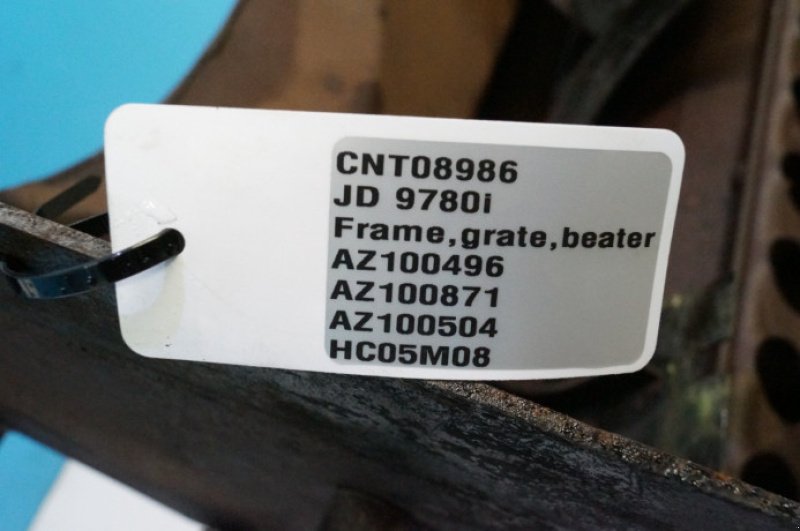 CNT08986
JD 9780i
Frame,grate,beater
AZ100496
AZ100871
AZ100504
HC05M08